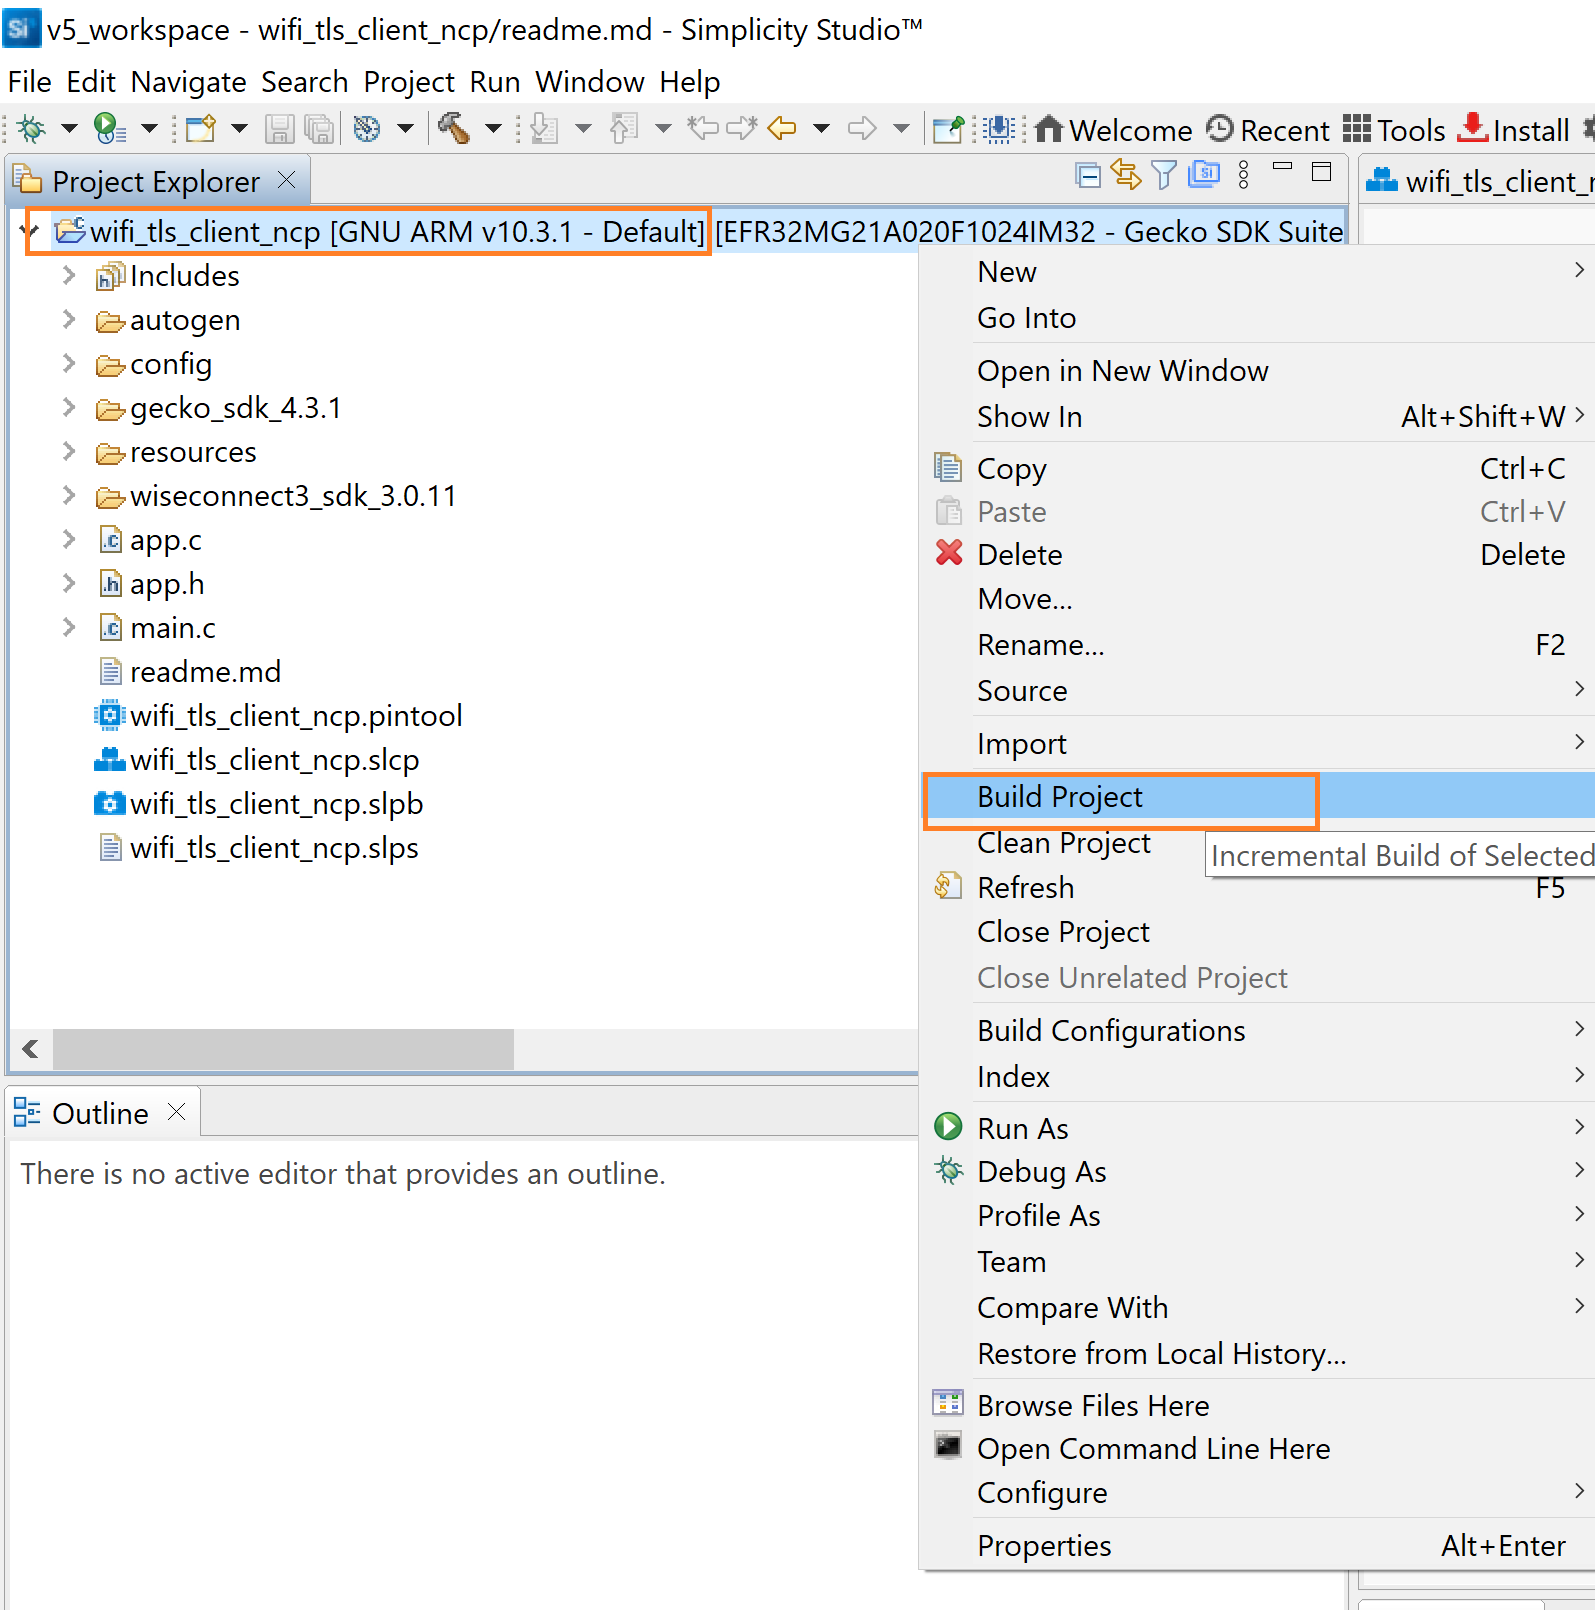 v5_workspace - wifi_tls_client_ncp/readme.md - Simplicity Studio™
File Edit Navigate Search Project Run Window Help
Welcome Recent Tools Install
Project Explorer
wifi_tls_client_
wifi_tls_client_ncp [GNU ARM v10.3.1 - Default] [EFR32MG21A020F1024IM32 - Gecko SDK Suite
Includes
autogen
config
gecko_sdk_4.3.1
resources
wiseconnect3_sdk_3.0.11
app.c
app.h
main.c
readme.md
wifi_tls_client_ncp.pintool
wifi_tls_client_ncp.slcp
wifi_tls_client_ncp.slpb
wifi_tls_client_ncp.slps
New
Go Into
Open in New Window
Show In Alt+Shift+W
Copy Ctrl+C
Paste Ctrl+V
Delete Delete
Move...
Rename... F2
Source
Import
Build Project
Clean Project
Incremental Build of Selected
Refresh F5
Close Project
Close Unrelated Project
Build Configurations
Index
Run As
Debug As
Profile As
Team
Compare With
Restore from Local History...
Browse Files Here
Open Command Line Here
Configure
Properties Alt+Enter
Outline
There is no active editor that provides an outline.